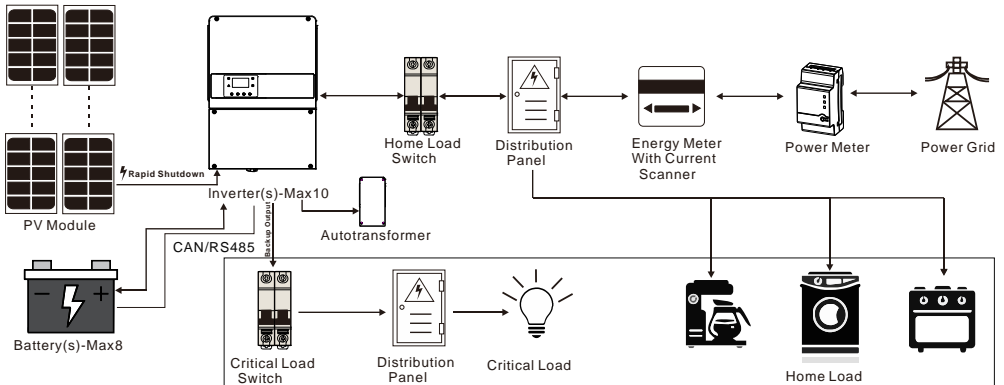 Rapid Shutdown
PV Module
Inverter(s)-Max10
Home Load
Switch
Distribution
Panel
Energy Meter
With Current
Scanner
Power Meter
Power Grid
Autotransformer
CAN/RS485
Backup Output
Battery(s)-Max8
Critical Load
Switch
Distribution
Panel
Critical Load
Home Load